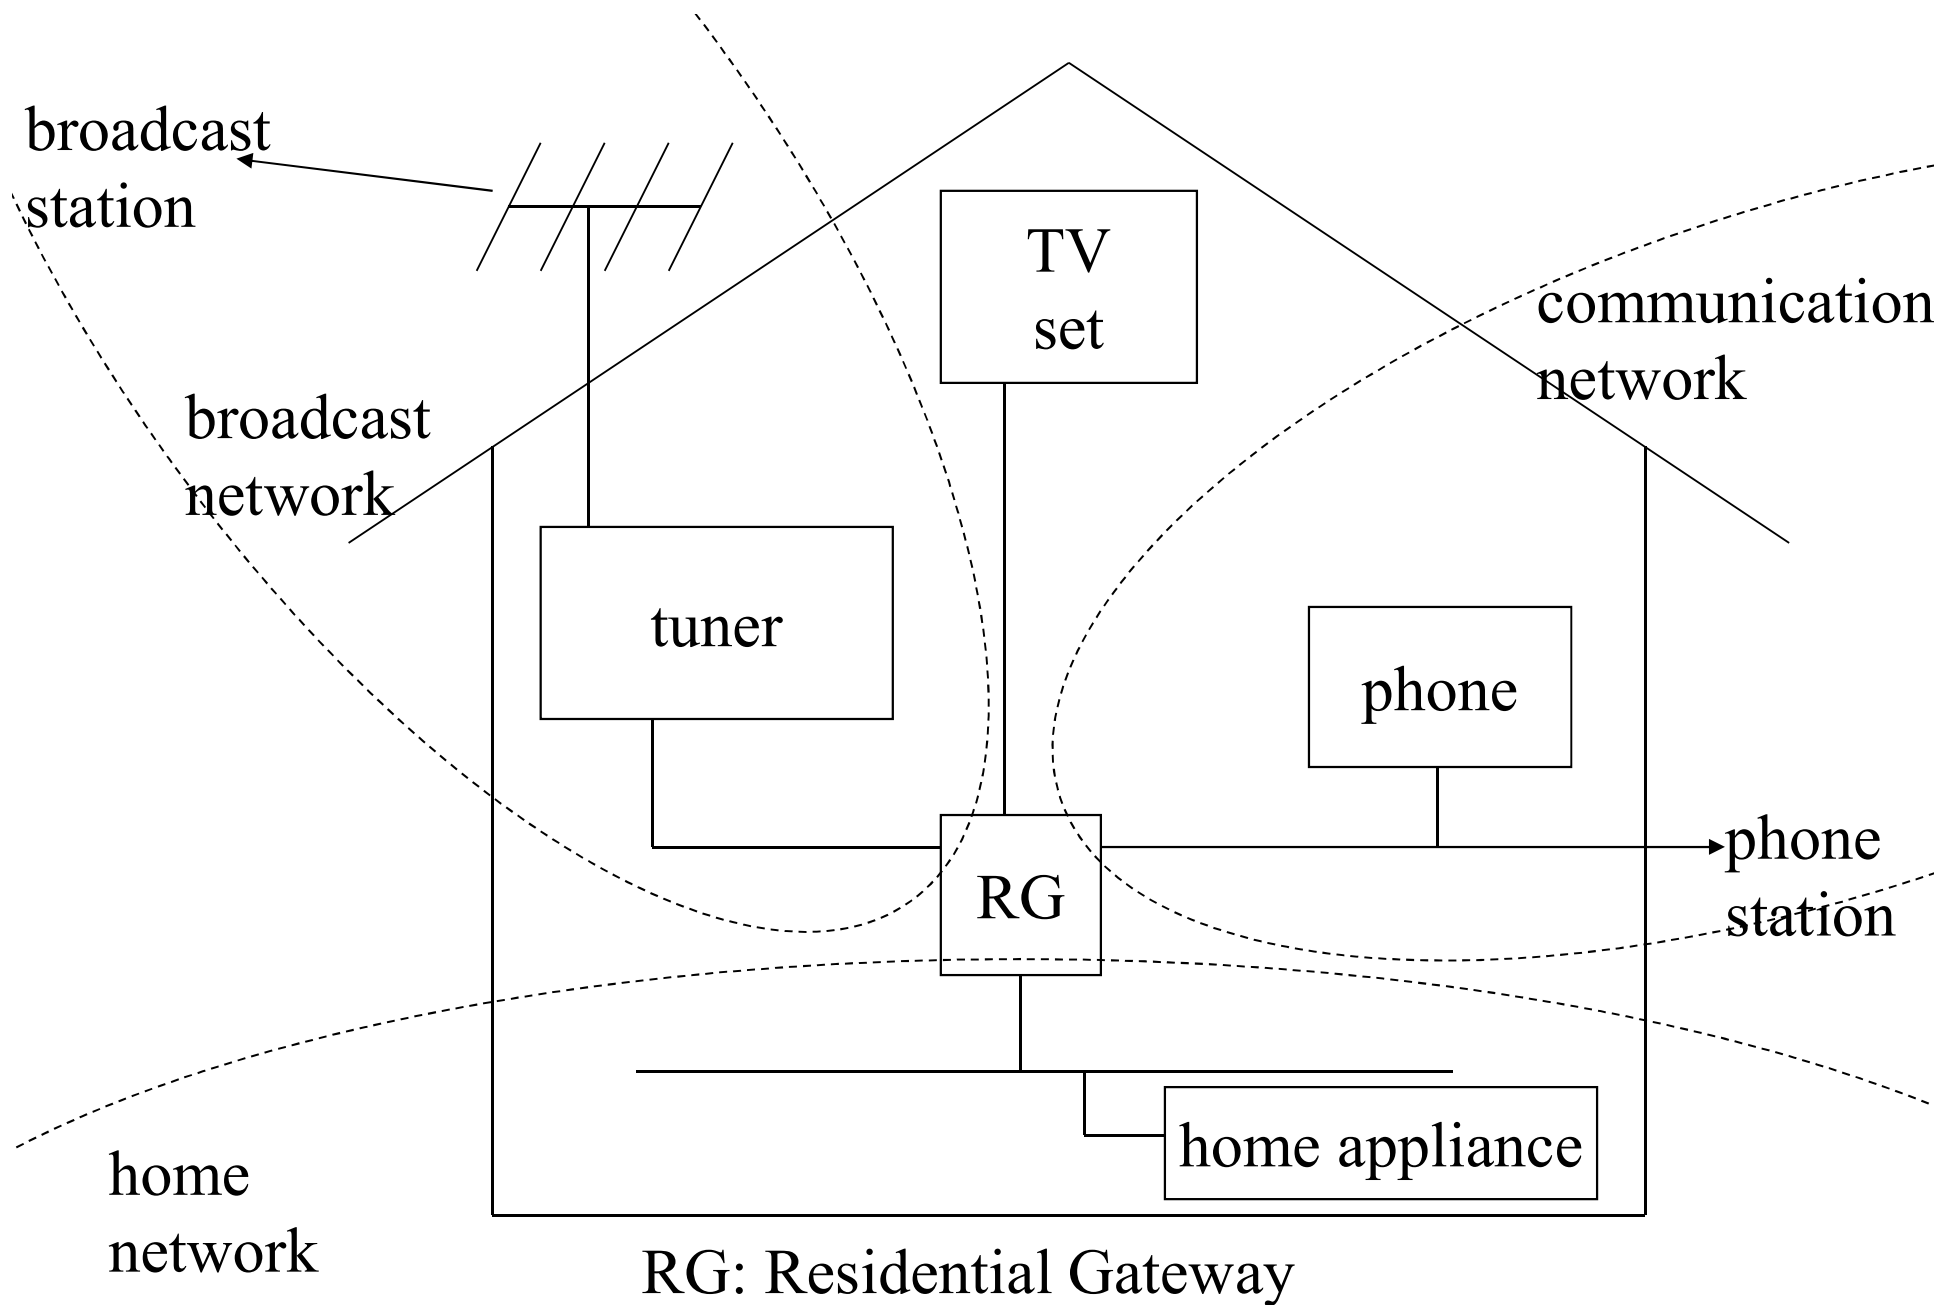 broadcast
station
TV
set
communication
network
broadcast
network
tuner
phone
phone
station
RG
home appliance
home
network
RG: Residential Gateway